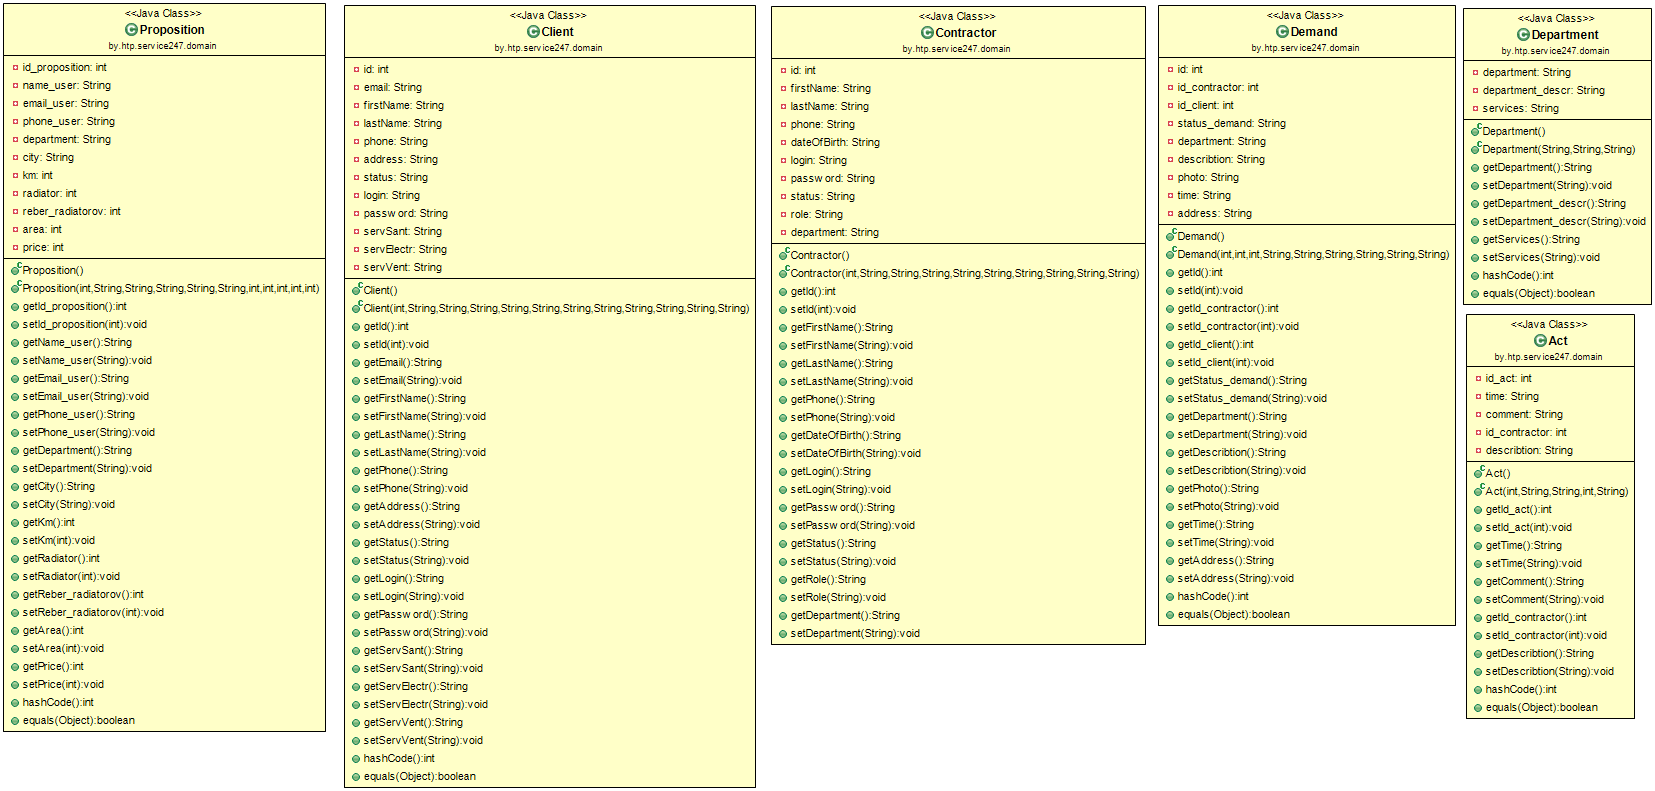 <<Java Class>>
Proposition
by.htp.service247.domain
id_proposition: int
name_user: String
email_user: String
phone_user: String
department: String
city: String
km: int
radiator: int
reber_radiatorov: int
area: int
price: int
Proposition()
Proposition(int,String,String,String,String,String,int,int,int,int,int)
getId_proposition():int
setId_proposition(int):void
getName_user():String
setName_user(String):void
getEmail_user():String
setEmail_user(String):void
getPhone_user():String
setPhone_user(String):void
getDepartment():String
setDepartment(String):void
getCity():String
setCity(String):void
getKm():int
setKm(int):void
getRadiator():int
setRadiator(int):void
getReber_radiatorov():int
setReber_radiatorov(int):void
getArea():int
setArea(int):void
getPrice():int
setPrice(int):void
hashCode():int
equals(Object):boolean
<<Java Class>>
Client
by.htp.service247.domain
id: int
email: String
firstName: String
lastName: String
phone: String
address: String
status: String
login: String
password: String
servSant: String
servElectr: String
servVent: String
Client()
Client(int,String,String,String,String,String,String,String,String,String,String,String)
getId():int
setId(int):void
getEmail():String
setEmail(String):void
getFirstName():String
setFirstName(String):void
getLastName():String
setLastName(String):void
getPhone():String
setPhone(String):void
getAddress():String
setAddress(String):void
getStatus():String
setStatus(String):void
getLogin():String
setLogin(String):void
getPassword():String
setPassword(String):void
getServSant():String
setServSant(String):void
getServElectr():String
setServElectr(String):void
getServVent():String
setServVent(String):void
hashCode():int
equals(Object):boolean
<<Java Class>>
Contractor
by.htp.service247.domain
id: int
firstName: String
lastName: String
phone: String
dateOfBirth: String
login: String
password: String
status: String
role: String
department: String
Contractor()
Contractor(int,String,String,String,String,String,String,String,String,String)
getId():int
setId(int):void
getFirstName():String
setFirstName(String):void
getLastName():String
setLastName(String):void
getPhone():String
setPhone(String):void
getDateOfBirth():String
setDateOfBirth(String):void
getLogin():String
setLogin(String):void
getPassword():String
setPassword(String):void
getStatus():String
setStatus(String):void
getRole():String
setRole(String):void
getDepartment():String
setDepartment(String):void
<<Java Class>>
Demand
by.htp.service247.domain
id: int
id_contractor: int
id_client: int
status_demand: String
department: String
describtion: String
photo: String
time: String
address: String
Demand()
Demand(int,int,int,String,String,String,String,String,String)
getId():int
setId(int):void
getId_contractor():int
setId_contractor(int):void
getId_client():int
setId_client(int):void
getStatus_demand():String
setStatus_demand(String):void
getDepartment():String
setDepartment(String):void
getDescribtion():String
setDescribtion(String):void
getPhoto():String
setPhoto(String):void
getTime():String
setTime(String):void
getAddress():String
setAddress(String):void
hashCode():int
equals(Object):boolean
<<Java Class>>
Department
by.htp.service247.domain
department: String
department_descr: String
services: String
Department()
Department(String,String,String)
getDepartment():String
setDepartment(String):void
getDepartment_descr():String
setDepartment_descr(String):void
getServices():String
setServices(String):void
hashCode():int
equals(Object):boolean
<<Java Class>>
Act
by.htp.service247.domain
id_act: int
time: String
comment: String
id_contractor: int
describtion: String
Act()
Act(int,String,String,int,String)
getId_act():int
setId_act(int):void
getTime():String
setTime(String):void
getComment():String
setComment(String):void
getId_contractor():int
setId_contractor(int):void
getDescribtion():String
setDescribtion(String):void
hashCode():int
equals(Object):boolean